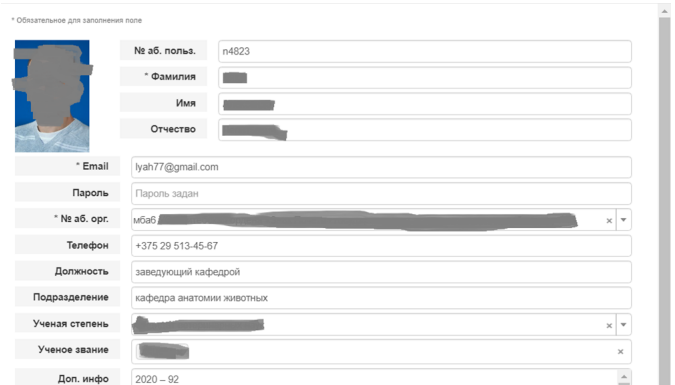 * Обязательное для заполнения поле
№ аб. польз. n4823
* Фамилия
Имя
Отчество
* Email lyah77@gmail.com
Пароль Пароль задан
* № аб. орг. мба6
Телефон +375 29 513-45-67
Должность заведующий кафедрой
Подразделение кафедра анатомии животных
Ученая степень
Ученое звание
Доп. инфо 2020 – 92